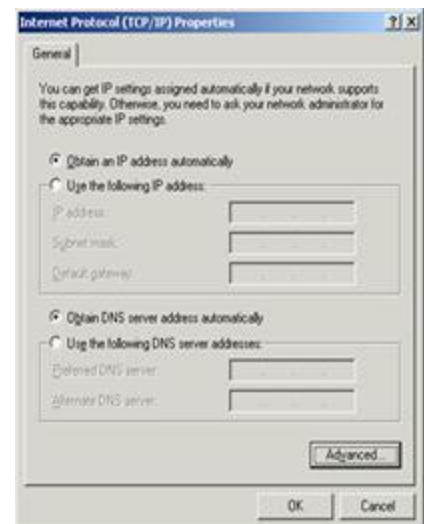 Internet Protocol (TCP/IP) Properties
General
You can get IP settings assigned automatically if your network supports
this capability. Otherwise, you need to ask your network administrator for
the appropriate IP settings.
Obtain an IP address automatically
Use the following IP address:
IP address:
Subnet mask:
Default gateway:
Obtain DNS server address automatically
Use the following DNS server addresses:
Preferred DNS server:
Alternate DNS server:
Advanced...
OK
Cancel